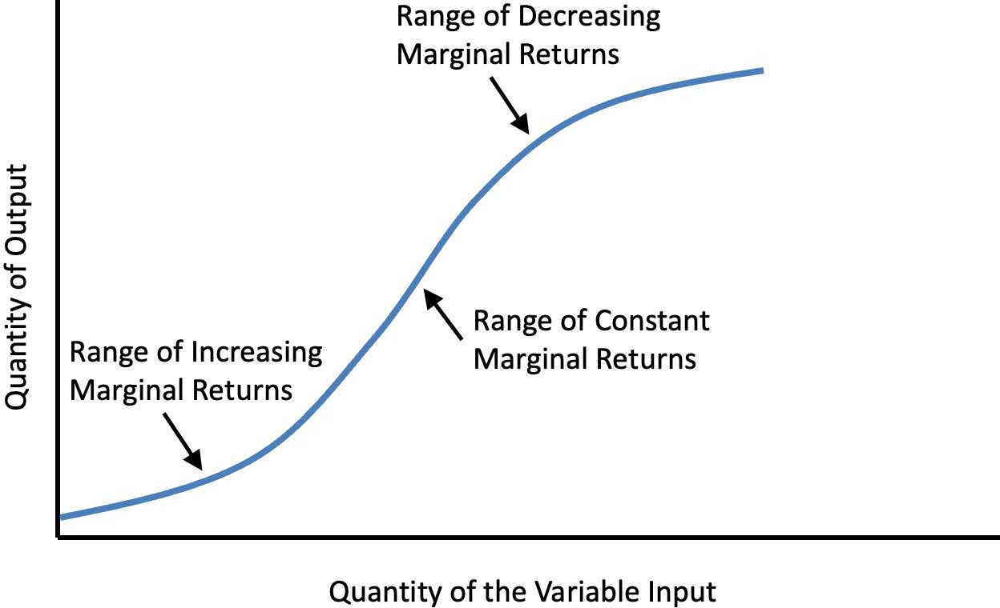 Range of Decreasing
Marginal Returns
Quantity of Output
Range of Constant
Marginal Returns
Range of Increasing
Marginal Returns
Quantity of the Variable Input